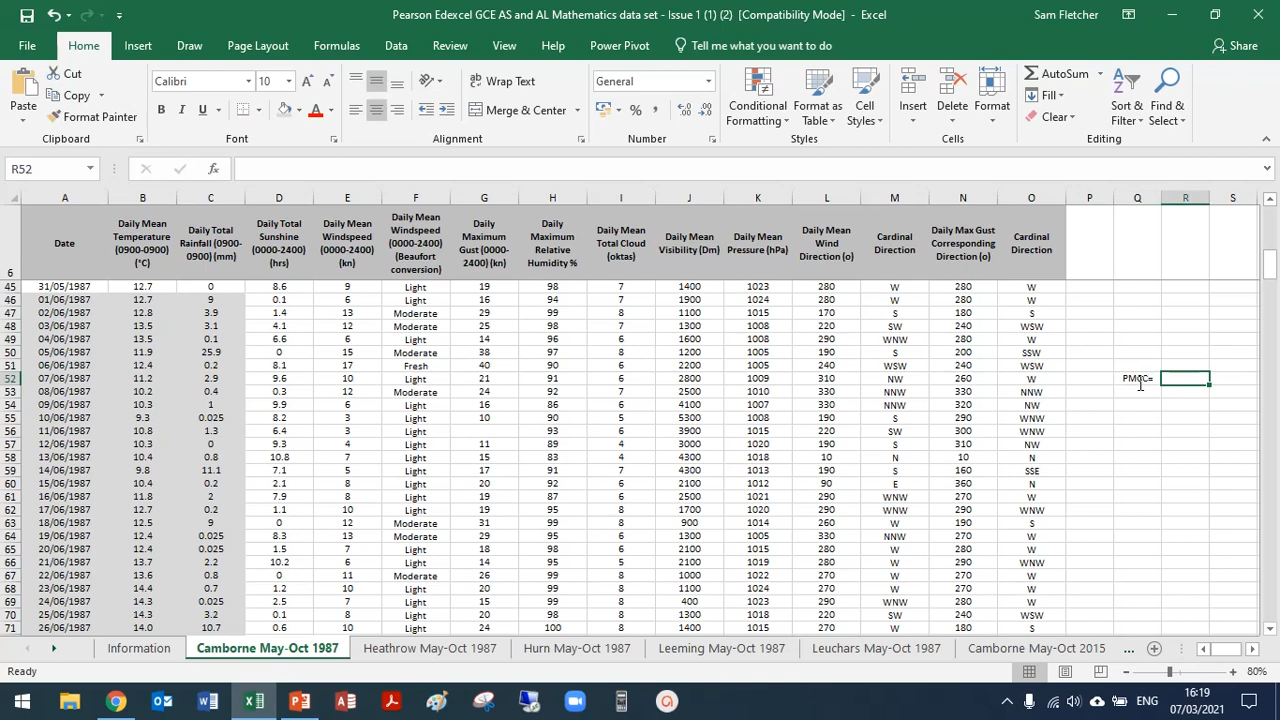 Pearson Edexcel GCE AS and AL Mathematics data set - Issue 1 (1) (2) [Compatibility Mode] - Excel
Sam Fletcher
File Home Insert Draw Page Layout Formulas Data Review View Help Power Pivot Tell me what you want to do Share
Paste Cut Copy Format Painter Clipboard
Calibri 10 A A B I U A Font
ab Wrap Text Merge & Center Alignment
General % , Number
Conditional Formatting Format as Table Cell Styles Styles
Insert Delete Format Cells
AutoSum Fill Clear Sort & Filter Find & Select Editing
R52 fx
A B C D E F G H I J K L M N O P Q R S
6 Date
Daily Mean Temperature (0900-0900) (°C)
Daily Total Rainfall (0900-0900) (mm)
Daily Total Sunshine (0000-2400) (hrs)
Daily Mean Windspeed (0000-2400) (kn)
Daily Mean Windspeed (0000-2400) (Beaufort conversion)
Daily Maximum Gust (0000-2400) (kn)
Daily Maximum Relative Humidity %
Daily Mean Total Cloud (oktas)
Daily Mean Visibility (Dm)
Daily Mean Pressure (hPa)
Daily Mean Wind Direction (o)
Cardinal Direction
Daily Max Gust Corresponding Direction (o)
Cardinal Direction
45 31/05/1987 12.7 0 8.6 9 Light 19 98 7 1400 1023 280 W 280 W
46 01/06/1987 12.7 9 0.1 6 Light 16 94 7 1900 1024 280 W 280 W
47 02/06/1987 12.8 3.9 1.4 13 Moderate 29 99 8 1100 1015 170 S 180 S
48 03/06/1987 13.5 3.1 4.1 12 Moderate 25 98 7 1300 1008 220 SW 240 WSW
49 04/06/1987 13.5 0.1 6.6 6 Light 14 96 6 1600 1008 290 WNW 280 W
50 05/06/1987 11.9 25.9 0 15 Moderate 38 97 8 1200 1005 190 S 200 SSW
51 06/06/1987 12.4 0.2 8.1 17 Fresh 40 91 6 2200 1005 240 WSW 240 WSW
52 07/06/1987 11.2 2.9 9.6 10 Light 21 91 6 2800 1009 310 NW 260 W PMCC=
53 08/06/1987 10.2 0.4 0.3 12 Moderate 24 92 7 2500 1010 330 NNW 330 NNW
54 09/06/1987 10.3 1 9.9 6 Light 16 86 4 4100 1007 330 NNW 320 NW
55 10/06/1987 9.3 0.025 8.2 3 Light 10 90 5 5300 1008 190 S 290 WNW
56 11/06/1987 10.8 1.3 6.4 3 Light 93 6 3900 1015 220 SW 300 WNW
57 12/06/1987 10.3 0 9.3 4 Light 11 89 4 3000 1020 190 S 310 NW
58 13/06/1987 10.4 0.8 10.8 7 Light 15 83 4 4300 1018 10 N 10 N
59 14/06/1987 9.8 11.1 7.1 5 Light 17 91 7 4300 1013 190 S 160 SSE
60 15/06/1987 10.4 0.2 2.1 8 Light 20 92 6 2100 1012 90 E 360 N
61 16/06/1987 11.8 2 7.9 8 Light 19 87 6 2500 1021 290 WNW 270 W
62 17/06/1987 12.7 0.2 1.1 10 Light 19 95 8 1700 1020 290 WNW 290 WNW
63 18/06/1987 12.5 9 0 12 Moderate 31 99 8 900 1014 260 W 190 S
64 19/06/1987 12.4 0.025 8.3 13 Moderate 29 95 6 1300 1005 330 NNW 270 W
65 20/06/1987 12.4 0.025 1.5 7 Light 18 98 6 2100 1015 280 W 280 W
66 21/06/1987 13.7 2.2 10.2 6 Light 14 95 5 2100 1019 280 W 290 WNW
67 22/06/1987 13.6 0.8 0 11 Moderate 26 99 8 1000 1022 270 W 270 W
68 23/06/1987 14.4 0.7 1.2 10 Light 20 99 8 1100 1015 270 W 270 W
69 24/06/1987 14.3 0.025 2.5 7 Light 15 99 8 400 1023 290 WNW 280 W
70 25/06/1987 14.3 3.2 0.1 8 Light 20 98 8 1300 1018 220 SW 240 WSW
71 26/06/1987 14.0 10.7 0.6 10 Light 24 100 8 1400 1015 270 W 180 S
Information Camborne May-Oct 1987 Heathrow May-Oct 1987 Hurn May-Oct 1987 Leeming May-Oct 1987 Leuchars May-Oct 1987 Camborne May-Oct 2015 ...
Ready 80%
ENG 16:19
07/03/2021